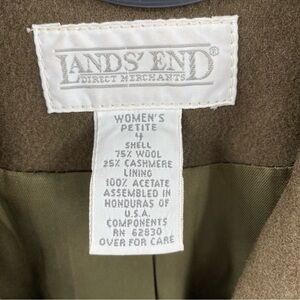 LANDS' END®
DIRECT MERCHANTS
WOMEN'S
PETITE
4
SHELL
75% WOOL
25% CASHMERE
LINING
100% ACETATE
ASSEMBLED IN
HONDURAS OF
U.S.A.
COMPONENTS
RN 62830
OVER FOR CARE